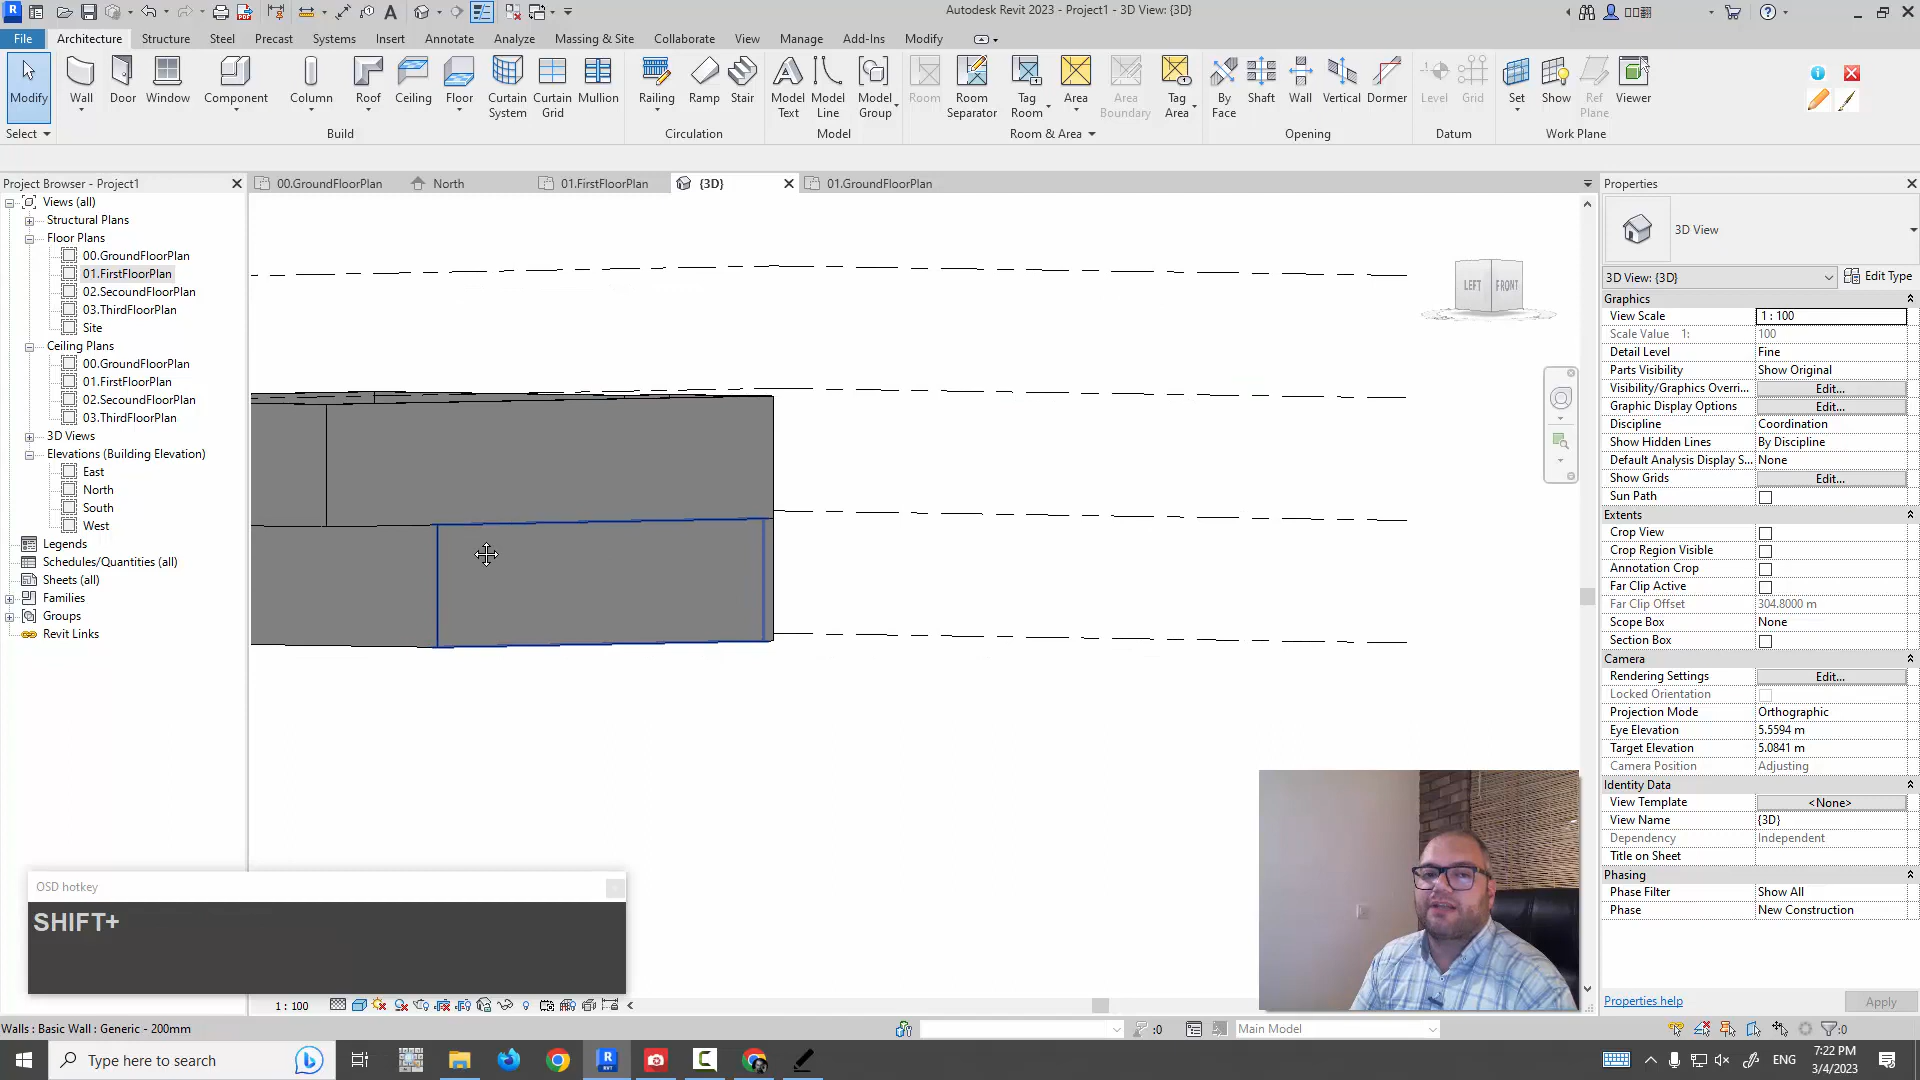 Autodesk Revit 2023 - Project1 - 3D View: {3D}
File Architecture Structure Steel Precast Systems Insert Annotate Analyze Massing & Site Collaborate View Manage Add-Ins Modify
Modify Wall Door Window Component Column Roof Ceiling Floor Curtain System Curtain Grid Mullion Railing Ramp Stair Model Text Model Line Model Group Room Room Separator Tag Room Area Area Boundary Tag Area By Face Shaft Wall Vertical Dormer Level Grid Set Show Ref Plane Viewer
Select Build Circulation Model Room & Area Opening Datum Work Plane
Project Browser - Project1
00.GroundFloorPlan North 01.FirstFloorPlan {3D} 01.GroundFloorPlan
Views (all)
Structural Plans
Floor Plans
00.GroundFloorPlan
01.FirstFloorPlan
02.SecoundFloorPlan
03.ThirdFloorPlan
Site
Ceiling Plans
00.GroundFloorPlan
01.FirstFloorPlan
02.SecoundFloorPlan
03.ThirdFloorPlan
3D Views
Elevations (Building Elevation)
East
North
South
West
Legends
Schedules/Quantities (all)
Sheets (all)
Families
Groups
Revit Links
LEFT FRONT
Properties
3D View
3D View: {3D} Edit Type
Graphics
View Scale 1 : 100
Scale Value 1: 100
Detail Level Fine
Parts Visibility Show Original
Visibility/Graphics Overri... Edit...
Graphic Display Options Edit...
Discipline Coordination
Show Hidden Lines By Discipline
Default Analysis Display S... None
Show Grids Edit...
Sun Path
Extents
Crop View
Crop Region Visible
Annotation Crop
Far Clip Active
Far Clip Offset 304.8000 m
Scope Box None
Section Box
Camera
Rendering Settings Edit...
Locked Orientation
Projection Mode Orthographic
Eye Elevation 5.5594 m
Target Elevation 5.0841 m
Camera Position Adjusting
Identity Data
View Template <None>
View Name {3D}
Dependency Independent
Title on Sheet
Phasing
Phase Filter Show All
Phase New Construction
Properties help Apply
OSD hotkey
SHIFT+
1 : 100
Walls : Basic Wall : Generic - 200mm
:0 Main Model :0
Type here to search
ENG 7:22 PM
3/4/2023